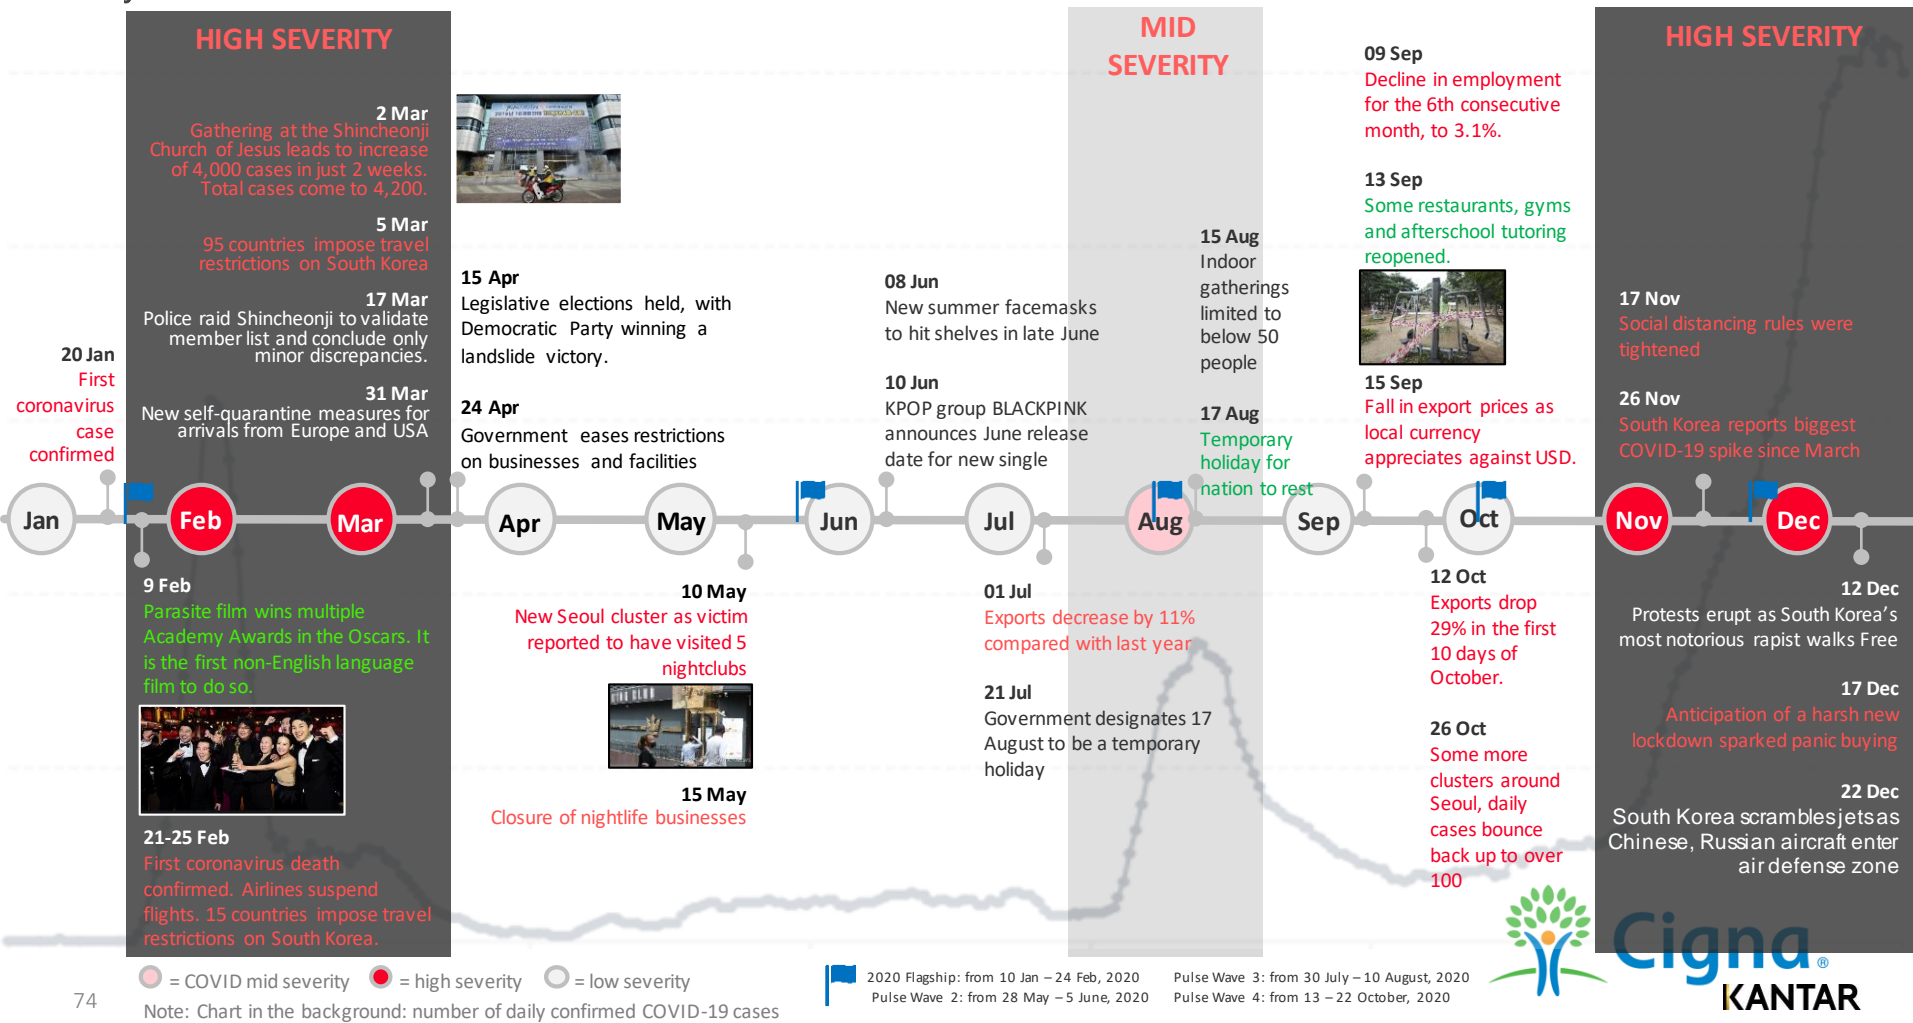 HIGH SEVERITY
2 Mar
Gathering at the Shincheonji
Church of Jesus leads to increase
of 4,000 cases in just 2 weeks.
Total cases come to 4,200.
5 Mar
95 countries impose travel
restrictions on South Korea
17 Mar
Police raid Shincheonji to validate
member list and conclude only
minor discrepancies.
31 Mar
New self-quarantine measures for
arrivals from Europe and USA
20 Jan
First
coronavirus
case
confirmed
15 Apr
Legislative elections held, with
Democratic Party winning a
landslide victory.
24 Apr
Government eases restrictions
on businesses and facilities
08 Jun
New summer facemasks
to hit shelves in late June
10 Jun
KPOP group BLACKPINK
announces June release
date for new single
MID
SEVERITY
15 Aug
Indoor
gatherings
limited to
below 50
people
17 Aug
Temporary
holiday for
nation to rest
09 Sep
Decline in employment
for the 6th consecutive
month, to 3.1%.
13 Sep
Some restaurants, gyms
and afterschool tutoring
reopened.
15 Sep
Fall in export prices as
local currency
appreciates against USD.
HIGH SEVERITY
17 Nov
Social distancing rules were
tightened
26 Nov
South Korea reports biggest
COVID-19 spike since March
Jan
Feb
Mar
Apr
May
Jun
Jul
Aug
Sep
Oct
Nov
Dec
9 Feb
Parasite film wins multiple
Academy Awards in the Oscars. It
is the first non-English language
film to do so.
21-25 Feb
First coronavirus death
confirmed. Airlines suspend
flights. 15 countries impose travel
restrictions on South Korea.
10 May
New Seoul cluster as victim
reported to have visited 5
nightclubs
15 May
Closure of nightlife businesses
01 Jul
Exports decrease by 11%
compared with last year
21 Jul
Government designates 17
August to be a temporary
holiday
12 Oct
Exports drop
29% in the first
10 days of
October.
26 Oct
Some more
clusters around
Seoul, daily
cases bounce
back up to over
100
12 Dec
Protests erupt as South Korea's
most notorious rapist walks Free
17 Dec
Anticipation of a harsh new
lockdown sparked panic buying
22 Dec
South Korea scrambles jets as
Chinese, Russian aircraft enter
air defense zone
= COVID mid severity = high severity = low severity
74
Note: Chart in the background: number of daily confirmed COVID-19 cases
2020 Flagship: from 10 Jan – 24 Feb, 2020
Pulse Wave 2: from 28 May – 5 June, 2020
Pulse Wave 3: from 30 July – 10 August, 2020
Pulse Wave 4: from 13 – 22 October, 2020
Cigna®
KANTAR